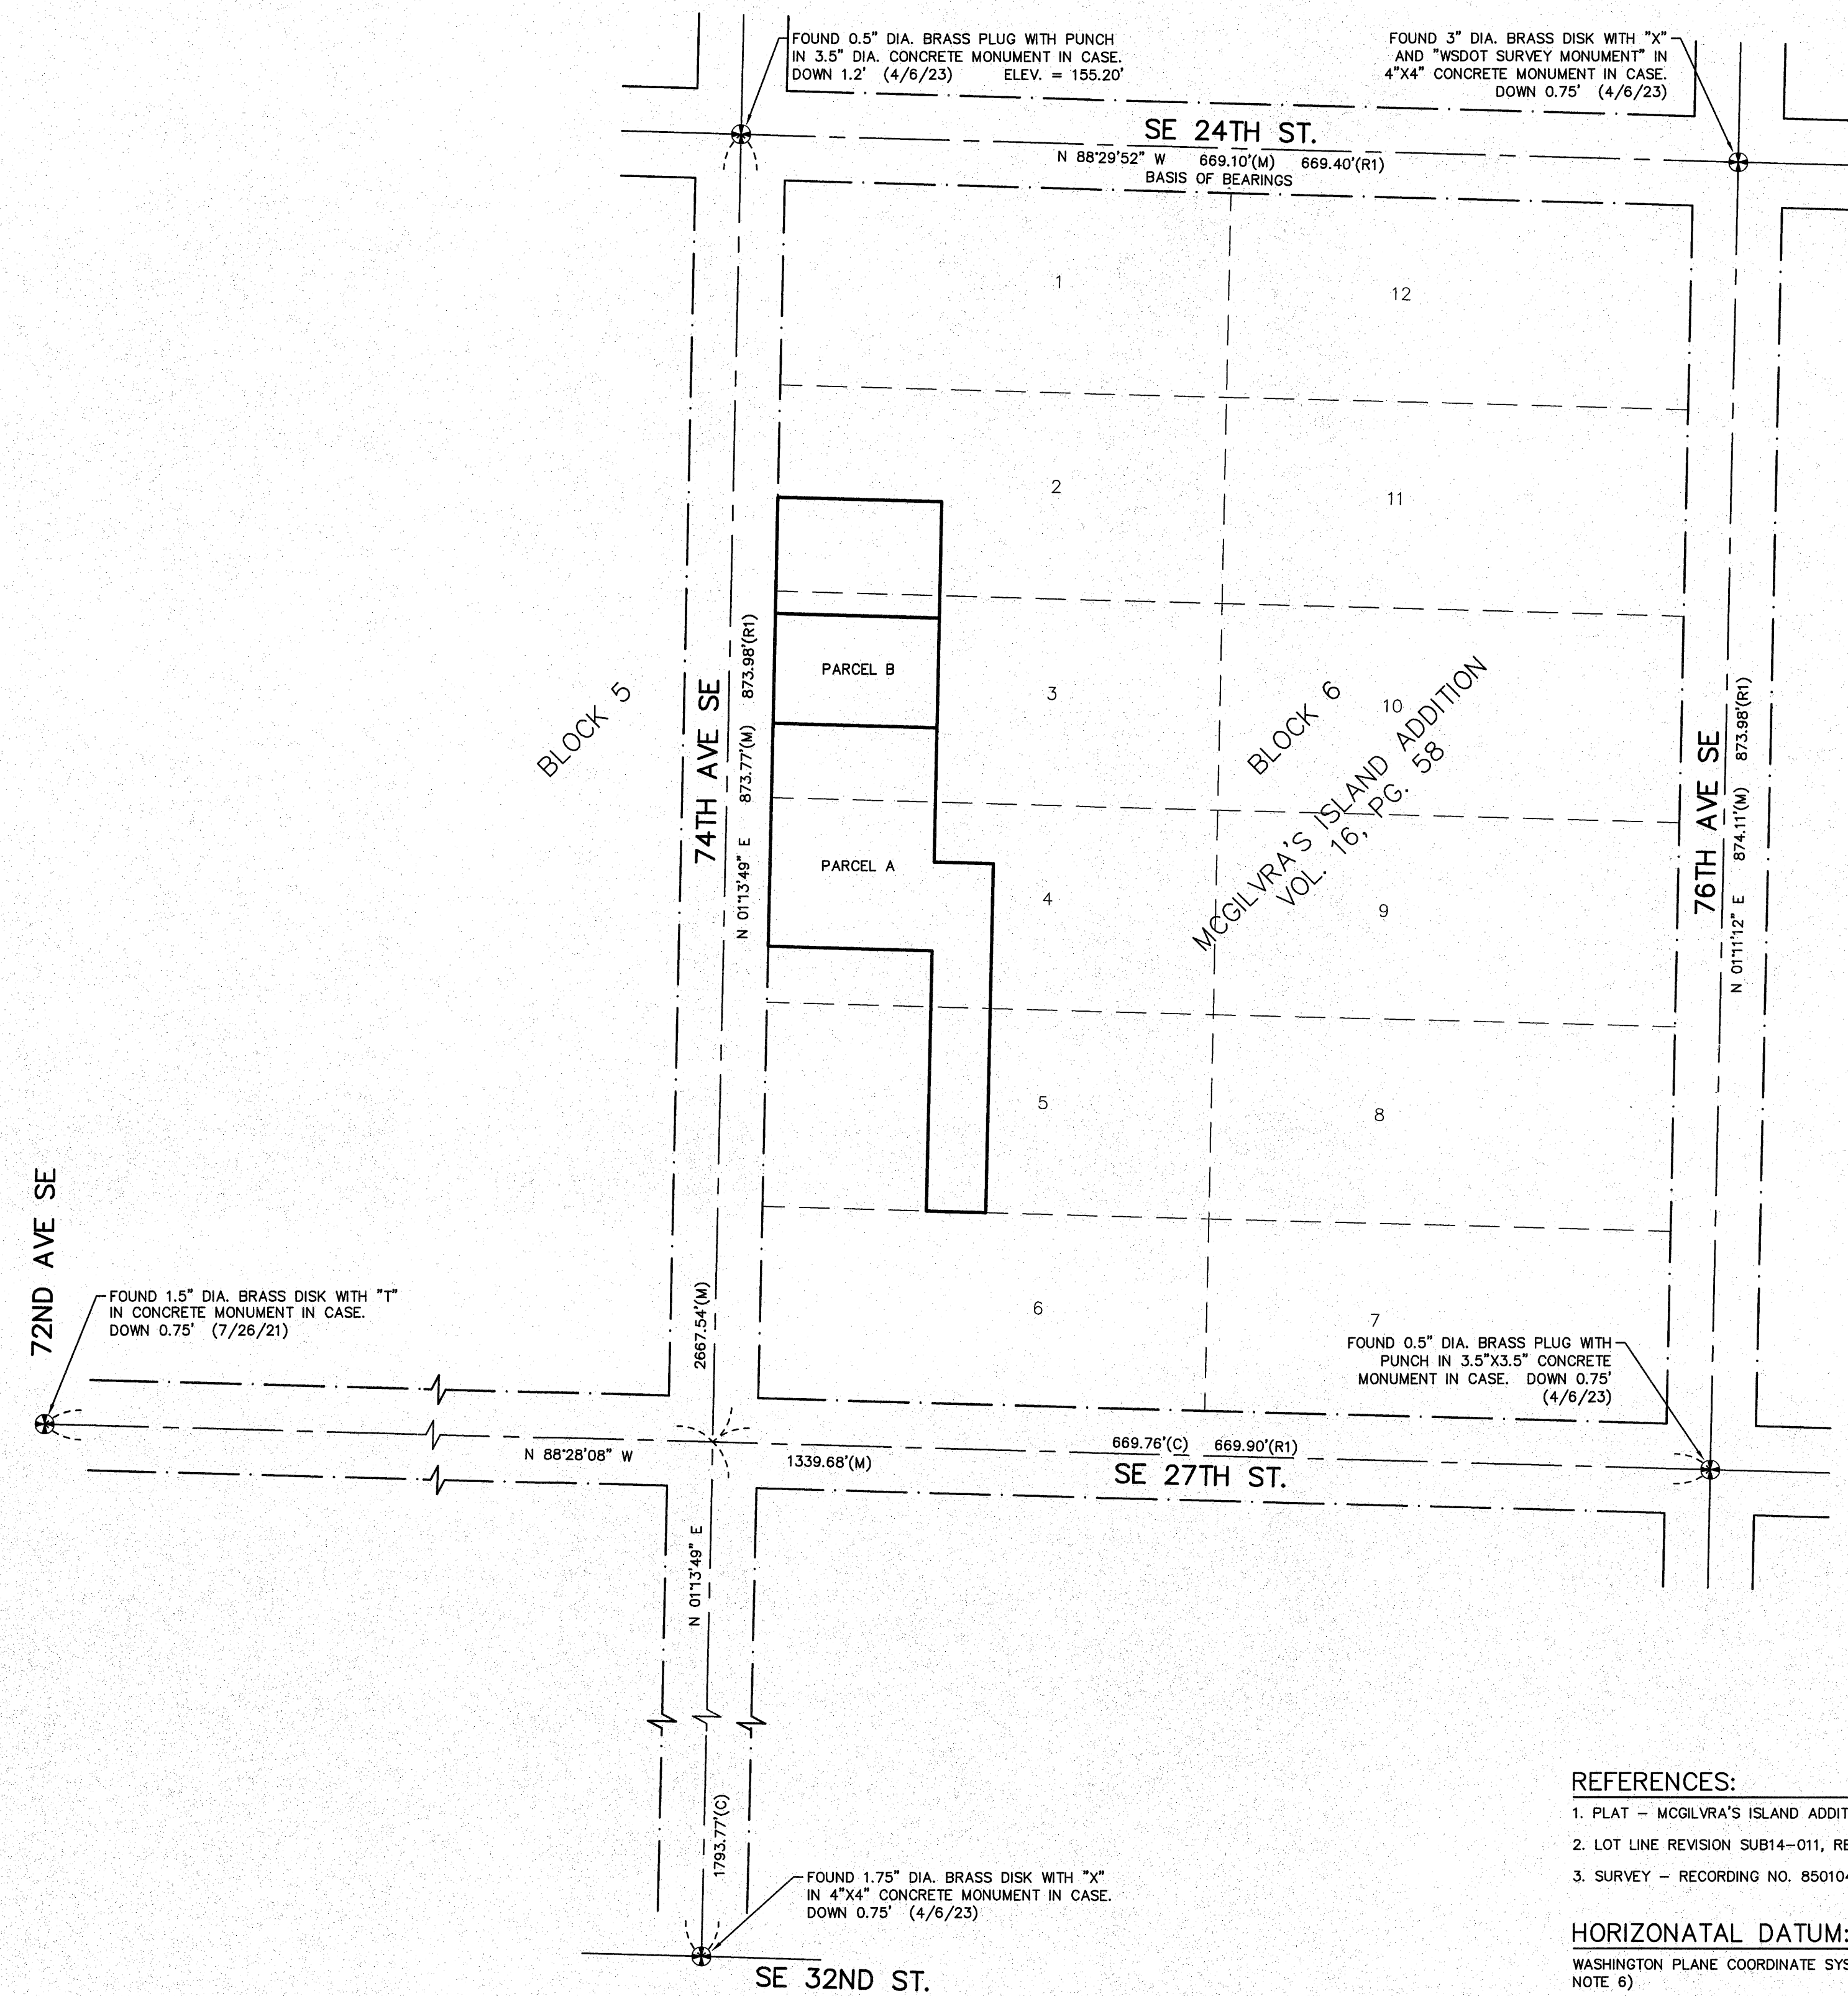 FOUND 0.5" DIA. BRASS PLUG WITH PUNCH
IN 3.5" DIA. CONCRETE MONUMENT IN CASE.
DOWN 1.2' (4/6/23) ELEV. = 155.20'
FOUND 3" DIA. BRASS DISK WITH "X"
AND "WSDOT SURVEY MONUMENT" IN
4"X4" CONCRETE MONUMENT IN CASE.
DOWN 0.75' (4/6/23)
SE 24TH ST.
N 88°29'52" W 669.10'(M) 669.40'(R1)
BASIS OF BEARINGS
1
12
2
11
PARCEL B
3
10
BLOCK 5
74TH AVE SE
N 01°13'49" E 873.77'(M) 873.98'(R1)
BLOCK 6
MCGILVRA'S ISLAND ADDITION
VOL. 16, PG. 58
76TH AVE SE
N 01°11'12" E 874.11'(M) 873.98'(R1)
PARCEL A
4
9
5
8
72ND AVE SE
FOUND 1.5" DIA. BRASS DISK WITH "T"
IN CONCRETE MONUMENT IN CASE.
DOWN 0.75' (7/26/21)
2667.54'(M)
6
7
FOUND 0.5" DIA. BRASS PLUG WITH
PUNCH IN 3.5"X3.5" CONCRETE
MONUMENT IN CASE. DOWN 0.75'
(4/6/23)
N 88°28'08" W
1339.68'(M)
669.76'(C) 669.90'(R1)
SE 27TH ST.
N 01°13'49" E
1793.77'(C)
FOUND 1.75" DIA. BRASS DISK WITH "X"
IN 4"X4" CONCRETE MONUMENT IN CASE.
DOWN 0.75' (4/6/23)
SE 32ND ST.
REFERENCES:
1. PLAT – MCGILVRA'S ISLAND ADDIT
2. LOT LINE REVISION SUB14–011, RE
3. SURVEY – RECORDING NO. 850104
HORIZONATAL DATUM:
WASHINGTON PLANE COORDINATE SYS
NOTE 6)